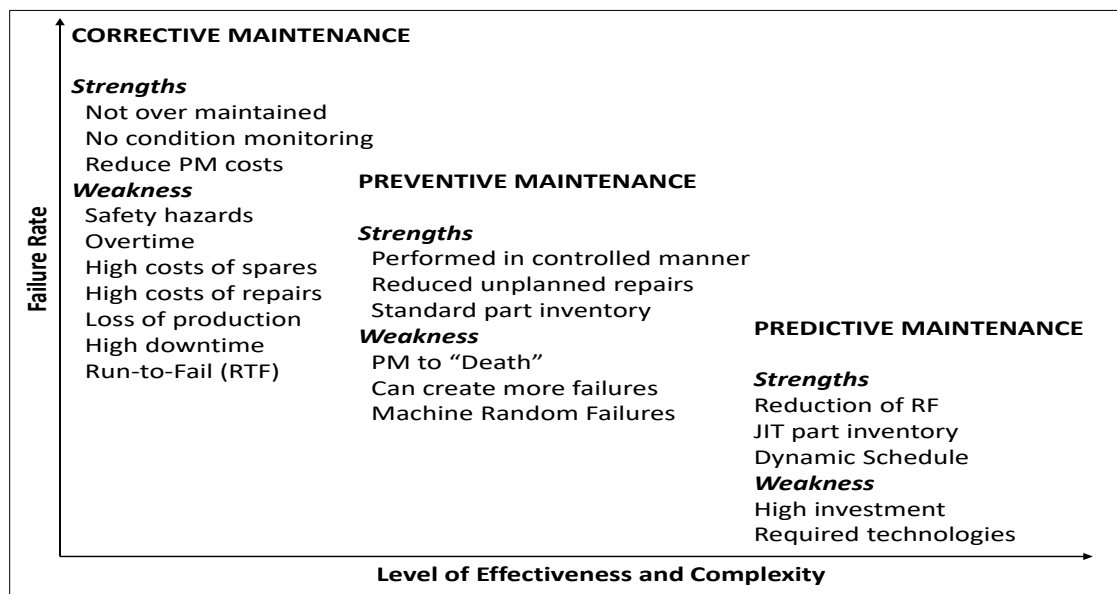 CORRECTIVE MAINTENANCE
Strengths
Not over maintained
No condition monitoring
Reduce PM costs
Weakness
Safety hazards
Overtime
High costs of spares
High costs of repairs
Loss of production
High downtime
Run-to-Fail (RTF)
PREVENTIVE MAINTENANCE
Strengths
Performed in controlled manner
Reduced unplanned repairs
Standard part inventory
Weakness
PM to “Death”
Can create more failures
Machine Random Failures
PREDICTIVE MAINTENANCE
Strengths
Reduction of RF
JIT part inventory
Dynamic Schedule
Weakness
High investment
Required technologies
Failure Rate
Level of Effectiveness and Complexity